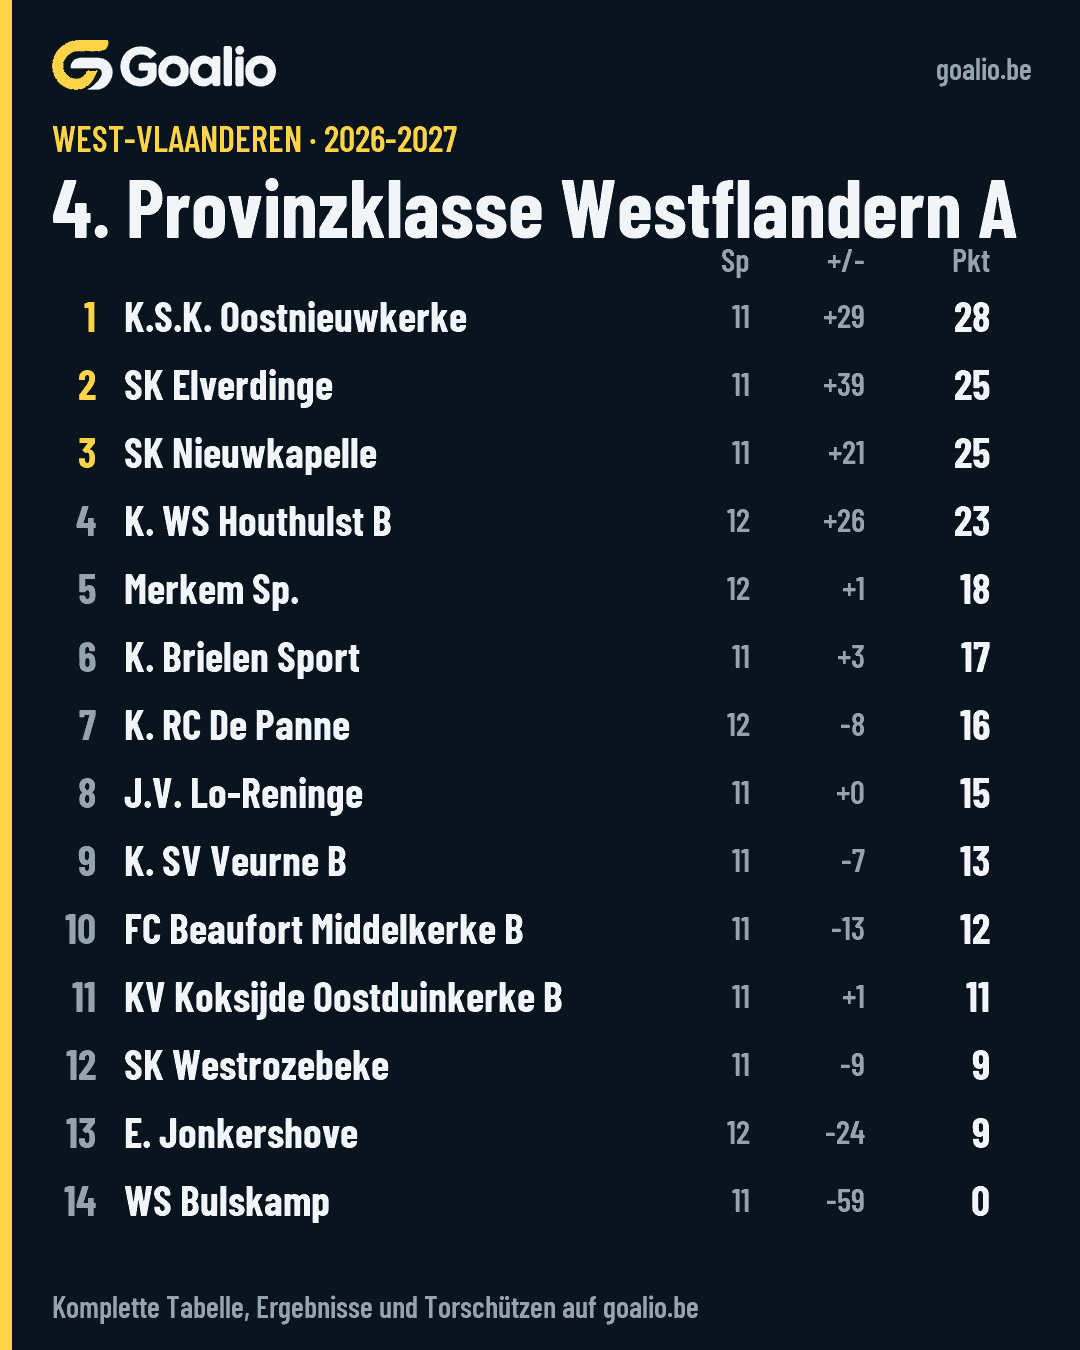 Goalio
goalio.be
WEST-VLAANDEREN · 2026-2027
4. Provinzklasse Westflandern A
Sp +/- Pkt
1 K.S.K. Oostnieuwkerke 11 +29 28
2 SK Elverdinge 11 +39 25
3 SK Nieuwkapelle 11 +21 25
4 K. WS Houthulst B 12 +26 23
5 Merkem Sp. 12 +1 18
6 K. Brielen Sport 11 +3 17
7 K. RC De Panne 12 -8 16
8 J.V. Lo-Reninge 11 +0 15
9 K. SV Veurne B 11 -7 13
10 FC Beaufort Middelkerke B 11 -13 12
11 KV Koksijde Oostduinkerke B 11 +1 11
12 SK Westrozebeke 11 -9 9
13 E. Jonkershove 12 -24 9
14 WS Bulskamp 11 -59 0
Komplette Tabelle, Ergebnisse und Torschützen auf goalio.be